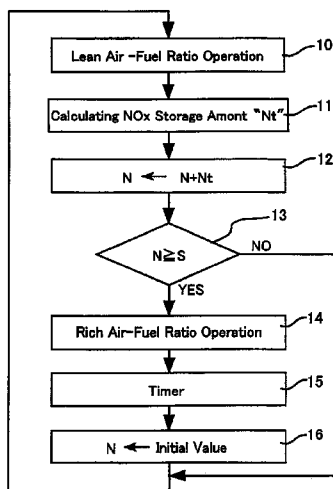 Lean Air-Fuel Ratio Operation
10
Calculating NOx Storage Amont "Nt"
11
N ← N+Nt
12
N≧S
13
NO
YES
Rich Air-Fuel Ratio Operation
14
Timer
15
N ← Initial Value
16